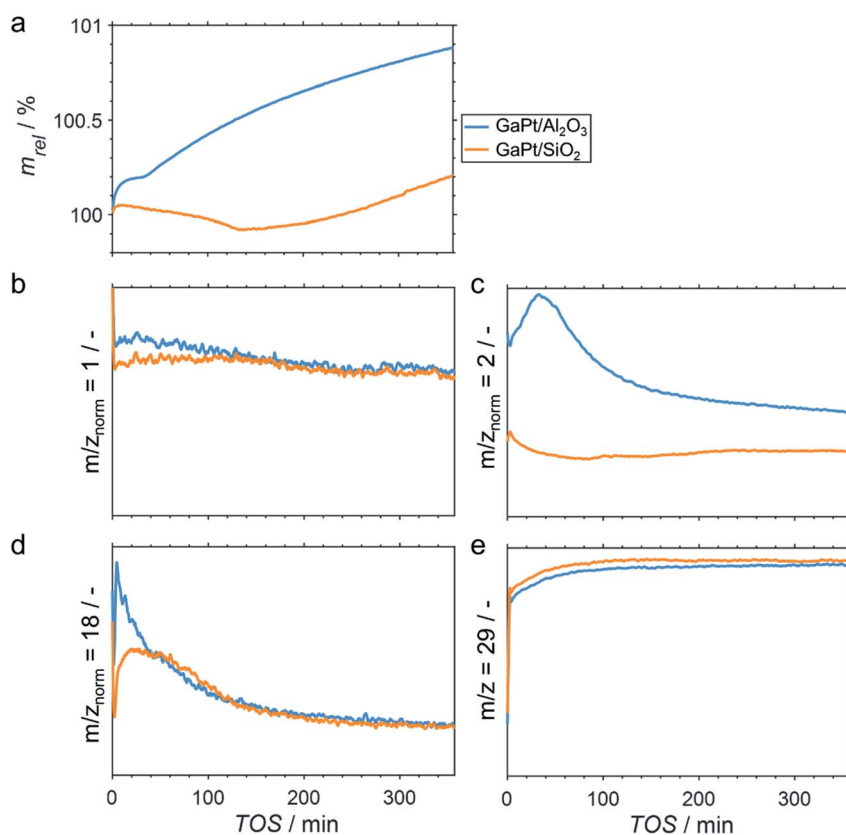 a
101
100.5
100
m_rel / %
GaPt/Al₂O₃
GaPt/SiO₂
b
m/z_norm = 1 / -
c
m/z_norm = 2 / -
d
m/z_norm = 18 / -
0 100 200 300
TOS / min
e
m/z = 29 / -
0 100 200 300
TOS / min